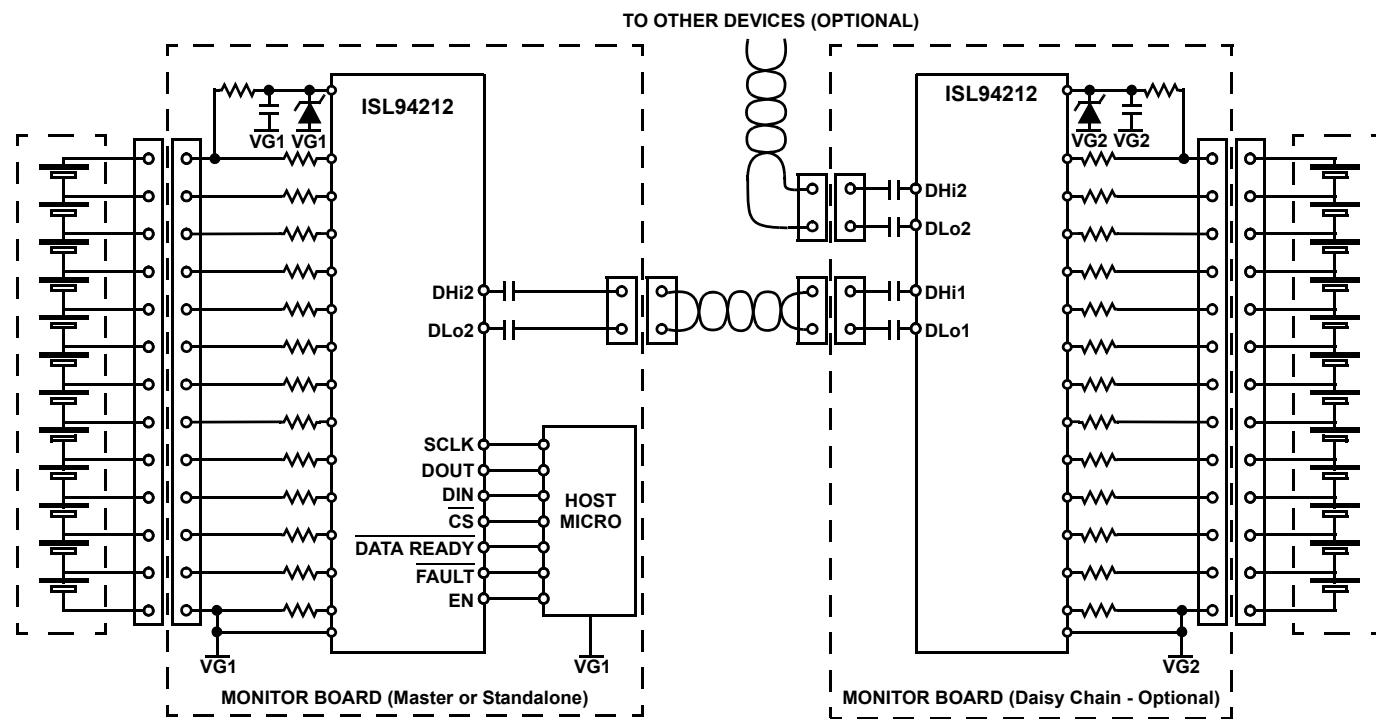 TO OTHER DEVICES (OPTIONAL)
ISL94212
VG1
VG1
DHi2
DLo2
SCLK
DOUT
DIN
CS
DATA READY
FAULT
EN
HOST
MICRO
VG1
VG1
MONITOR BOARD (Master or Standalone)
ISL94212
VG2
VG2
DHi2
DLo2
DHi1
DLo1
VG2
MONITOR BOARD (Daisy Chain - Optional)